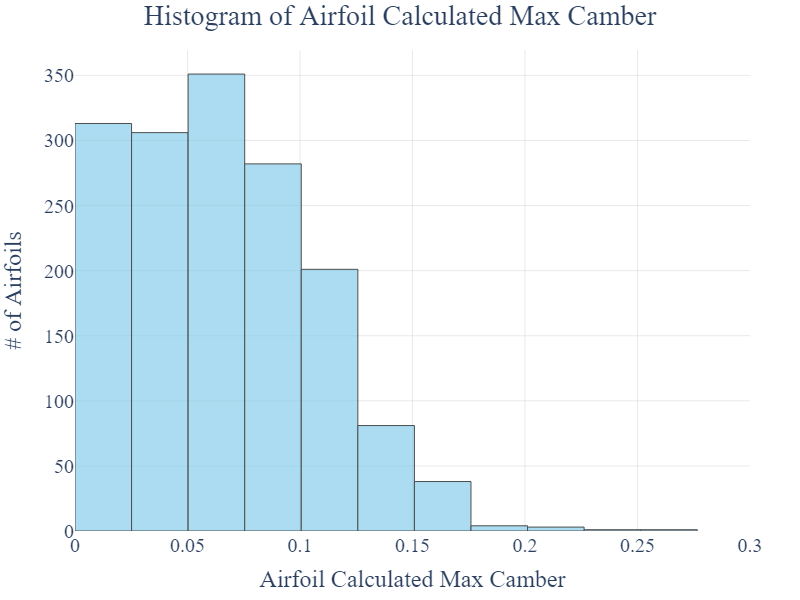 Histogram of Airfoil Calculated Max Camber
# of Airfoils
350
300
250
200
150
100
50
0
0 0.05 0.1 0.15 0.2 0.25 0.3
Airfoil Calculated Max Camber